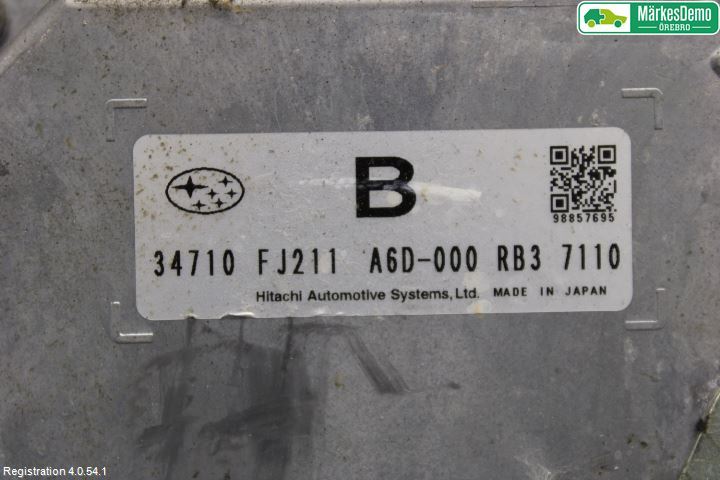 MärkesDemo
ÖREBRO
B
98857695
34710 FJ211 A6D-000 RB3 7110
Hitachi Automotive Systems, Ltd. MADE IN JAPAN
Registration 4.0.54.1